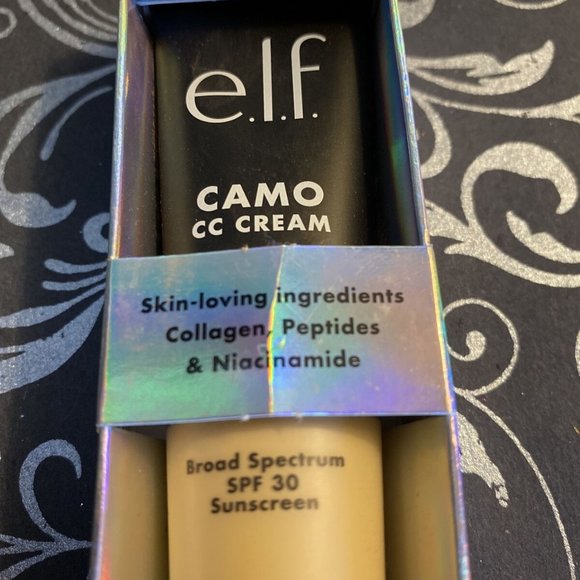 e.l.f.
CAMO
CC CREAM
Skin-loving ingredients
Collagen, Peptides
& Niacinamide
Broad Spectrum
SPF 30
Sunscreen